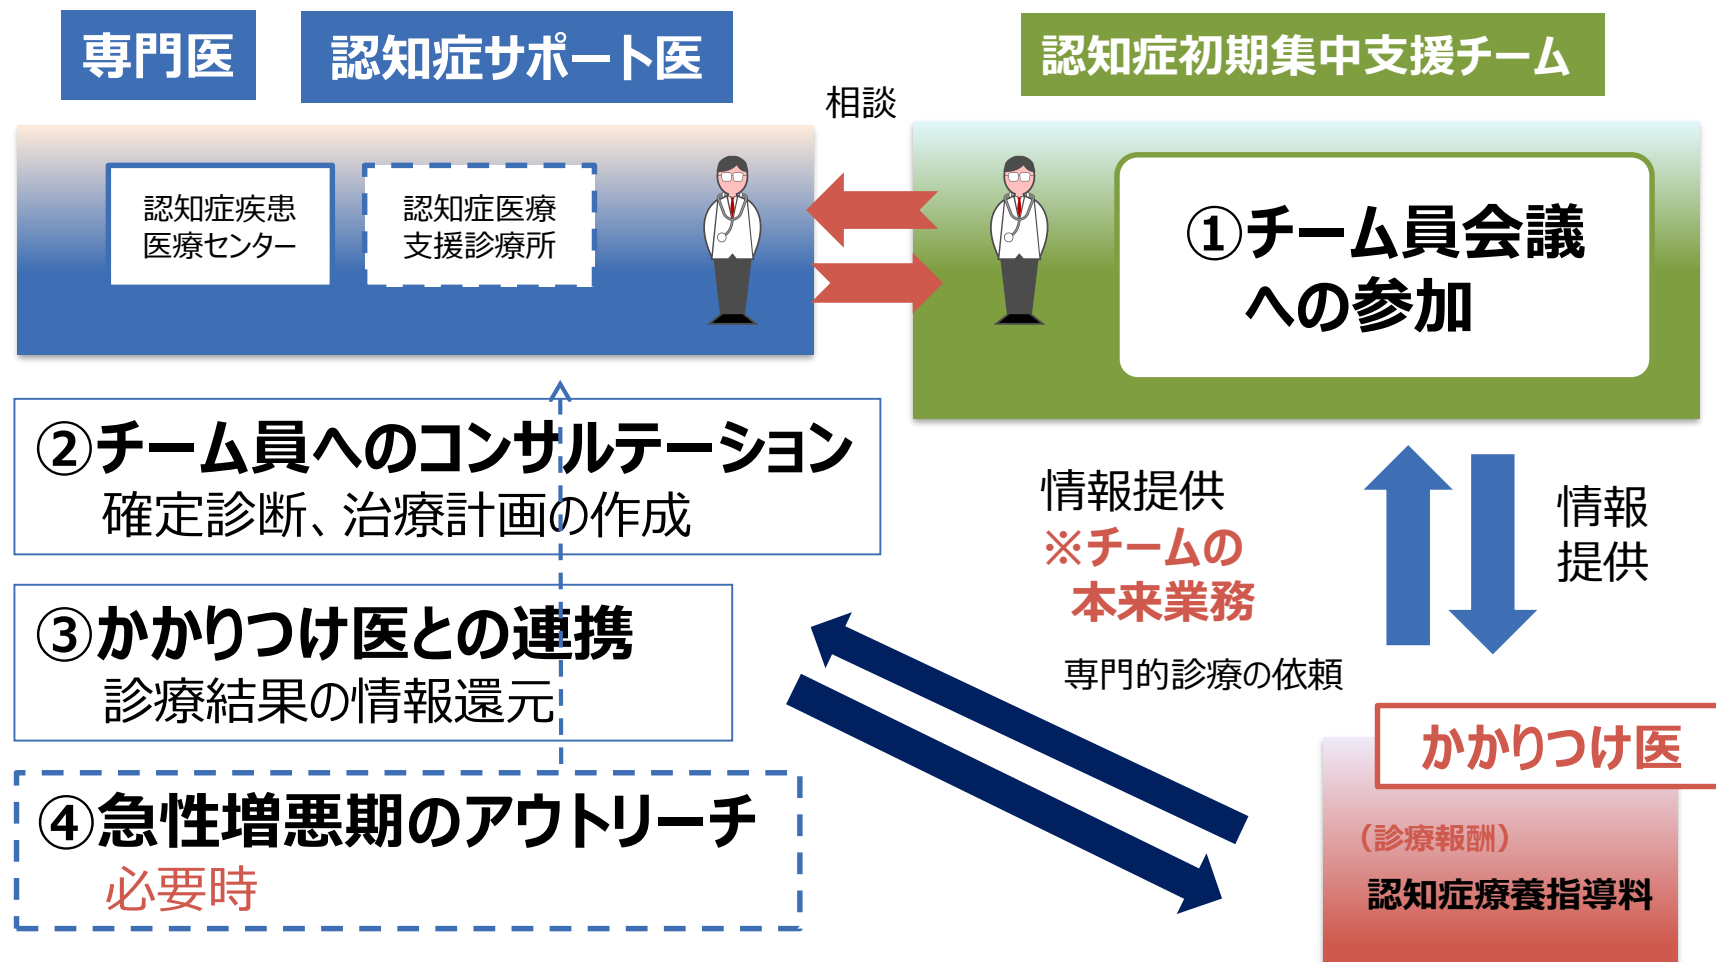 専門医
認知症サポート医
認知症初期集中支援チーム
相談
認知症疾患
医療センター
認知症医療
支援診療所
①チーム員会議
への参加
②チーム員へのコンサルテーション
確定診断、治療計画の作成
③かかりつけ医との連携
診療結果の情報還元
④急性増悪期のアウトリーチ
必要時
情報提供
※チームの
本来業務
情報
提供
専門的診療の依頼
かかりつけ医
（診療報酬）
認知症療養指導料